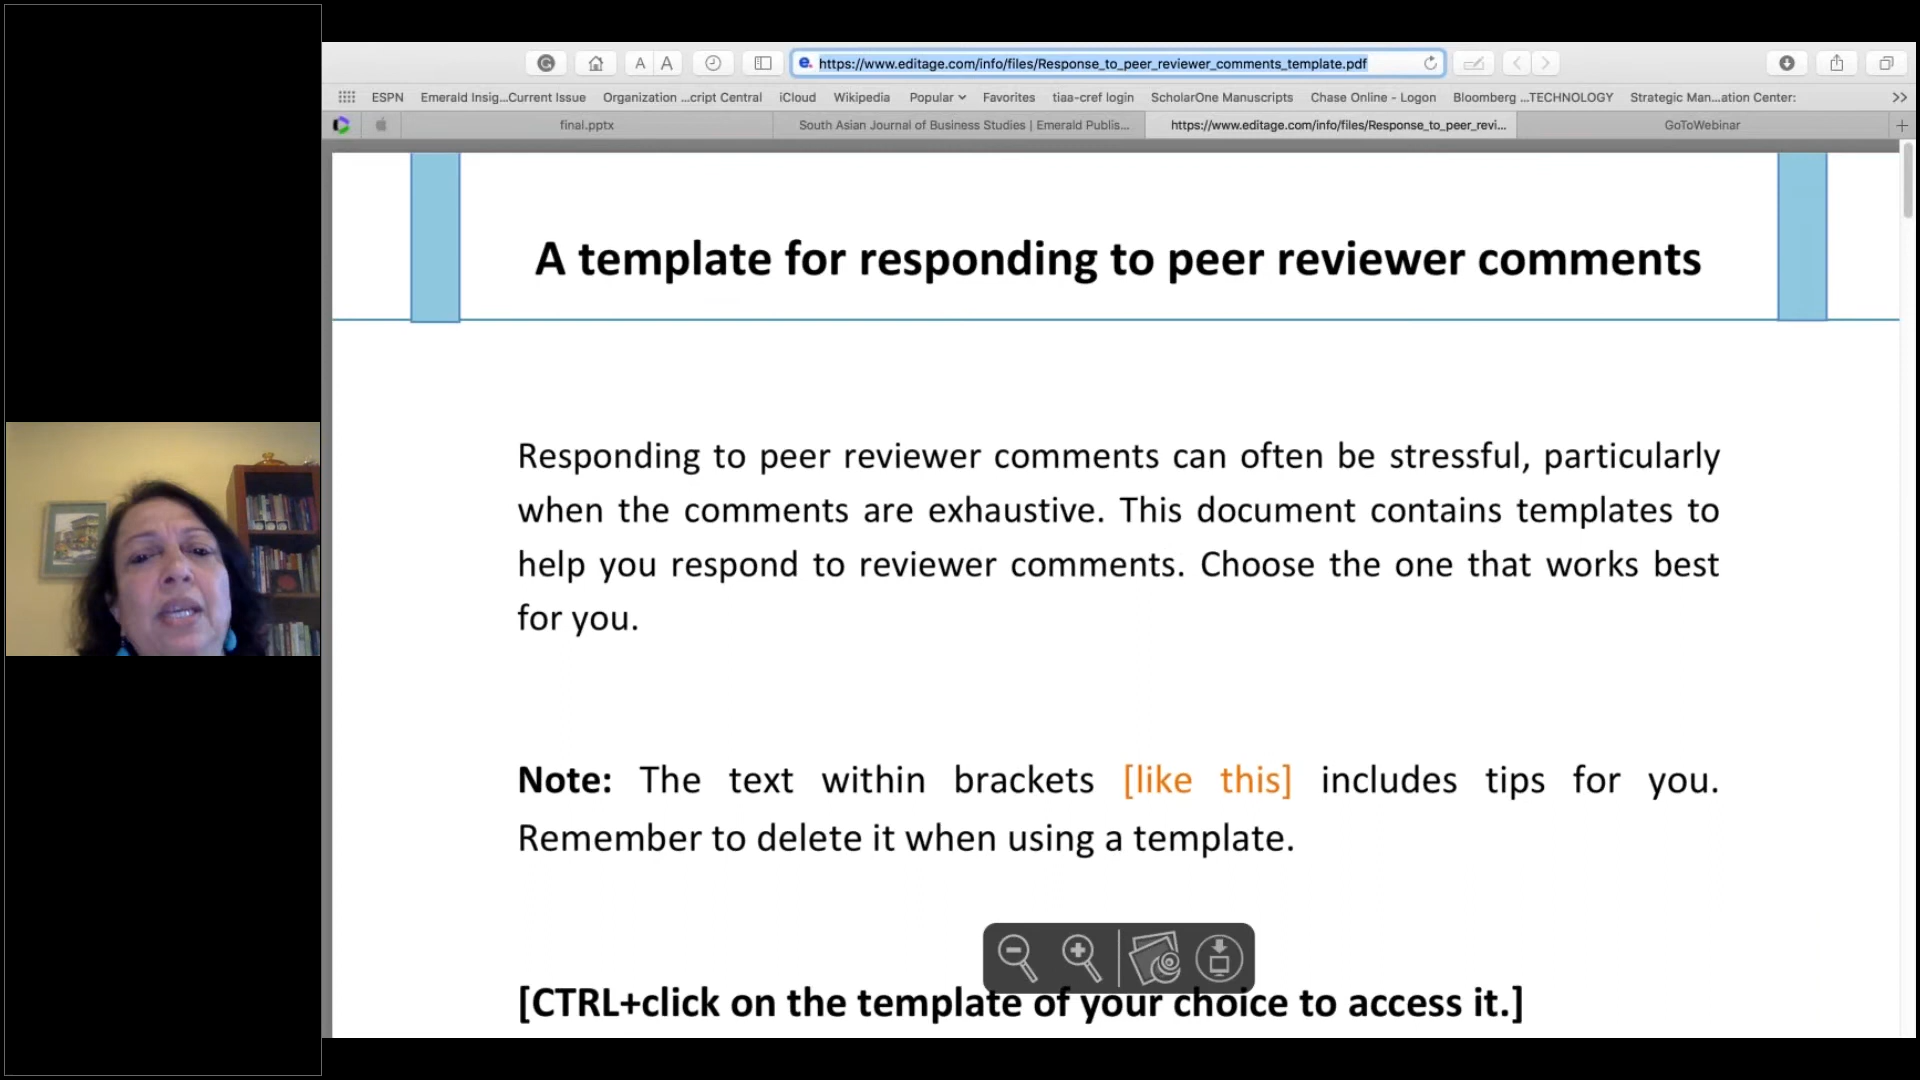 A A
https://www.editage.com/info/files/Response_to_peer_reviewer_comments_template.pdf
ESPN Emerald Insig...Current Issue Organization ...cript Central iCloud Wikipedia Popular Favorites tiaa-cref login ScholarOne Manuscripts Chase Online - Logon Bloomberg ...TECHNOLOGY Strategic Man...ation Center: >>
final.pptx South Asian Journal of Business Studies | Emerald Publis... https://www.editage.com/info/files/Response_to_peer_revi... GoToWebinar +
A template for responding to peer reviewer comments
Responding to peer reviewer comments can often be stressful, particularly
when the comments are exhaustive. This document contains templates to
help you respond to reviewer comments. Choose the one that works best
for you.
Note: The text within brackets [like this] includes tips for you.
Remember to delete it when using a template.
[CTRL+click on the template of your choice to access it.]